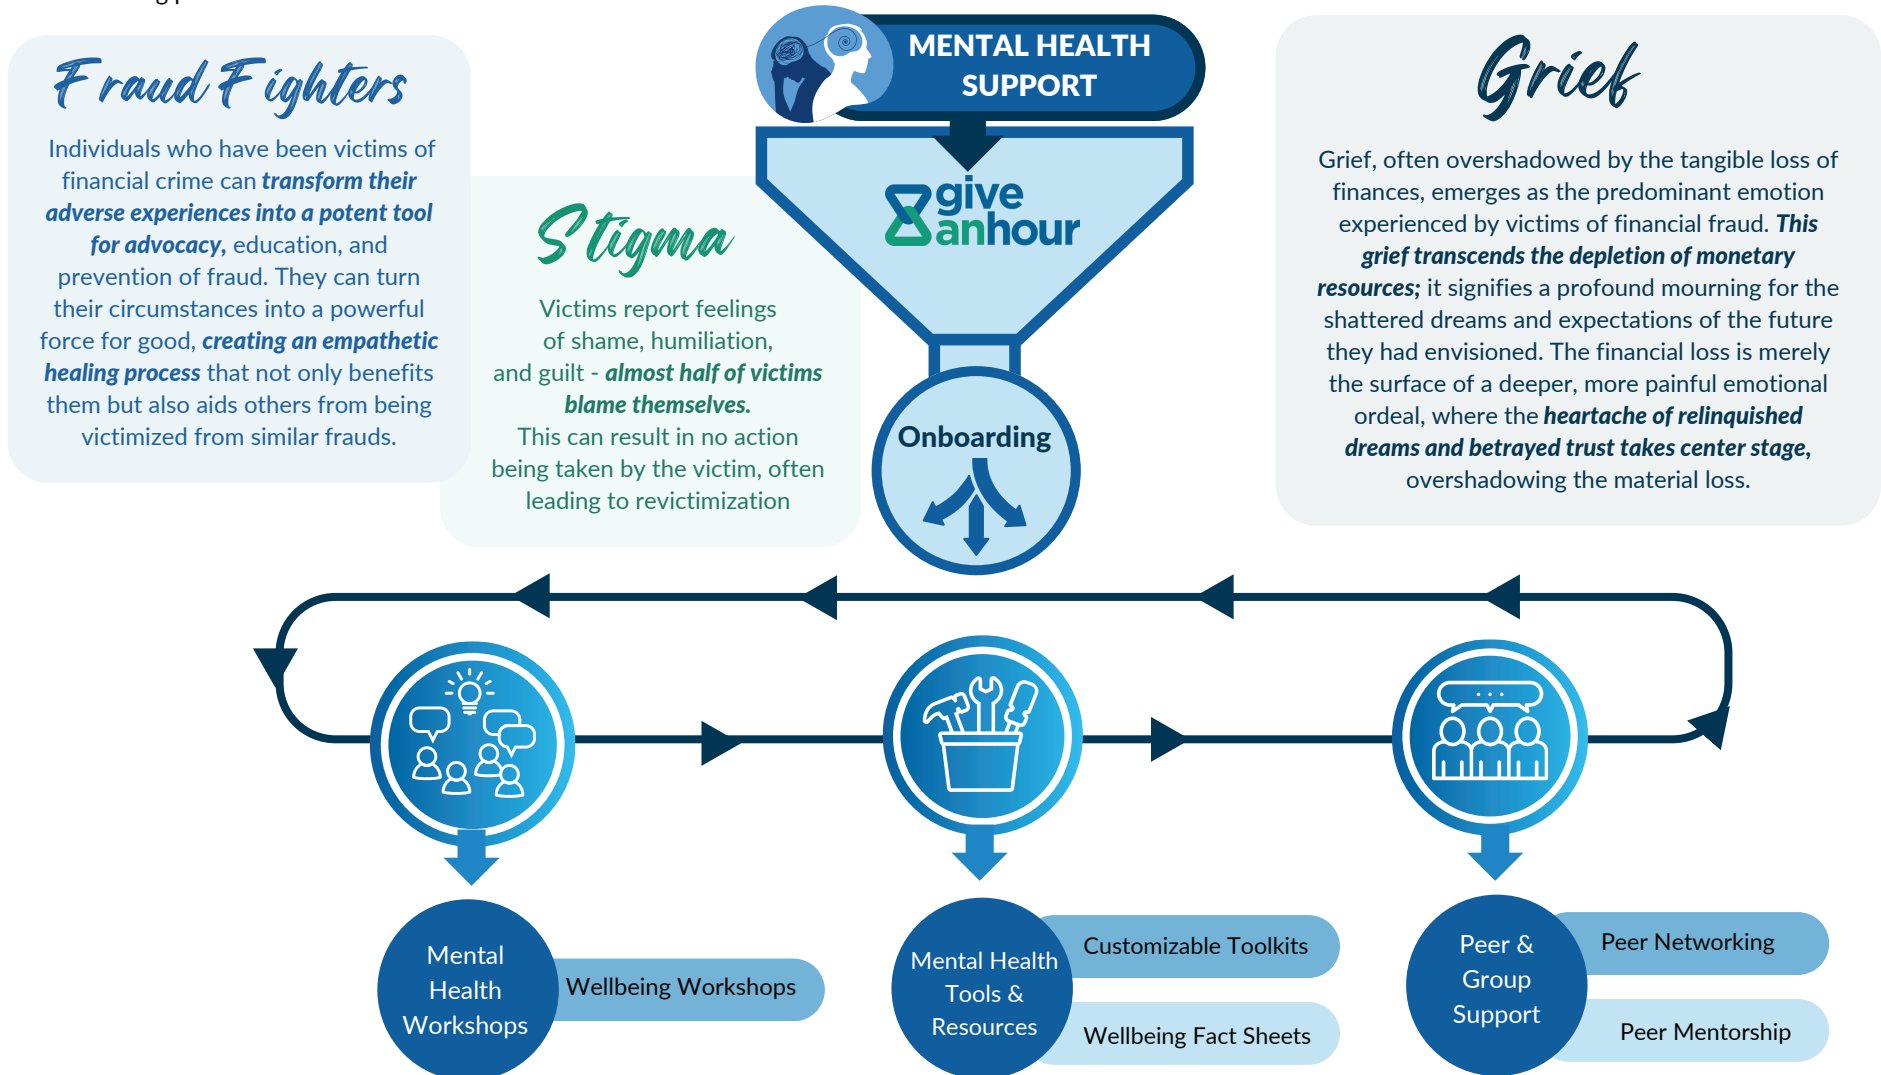 Fraud Fighters
Individuals who have been victims of
financial crime can transform their
adverse experiences into a potent tool
for advocacy, education, and
prevention of fraud. They can turn
their circumstances into a powerful
force for good, creating an empathetic
healing process that not only benefits
them but also aids others from being
victimized from similar frauds.
Stigma
Victims report feelings
of shame, humiliation,
and guilt - almost half of victims
blame themselves.
This can result in no action
being taken by the victim, often
leading to revictimization
MENTAL HEALTH
SUPPORT
give
anhour
Onboarding
Grief
Grief, often overshadowed by the tangible loss of
finances, emerges as the predominant emotion
experienced by victims of financial fraud. This
grief transcends the depletion of monetary
resources; it signifies a profound mourning for the
shattered dreams and expectations of the future
they had envisioned. The financial loss is merely
the surface of a deeper, more painful emotional
ordeal, where the heartache of relinquished
dreams and betrayed trust takes center stage,
overshadowing the material loss.
Mental
Health
Workshops
Wellbeing Workshops
Mental Health
Tools &
Resources
Customizable Toolkits
Wellbeing Fact Sheets
Peer &
Group
Support
Peer Networking
Peer Mentorship